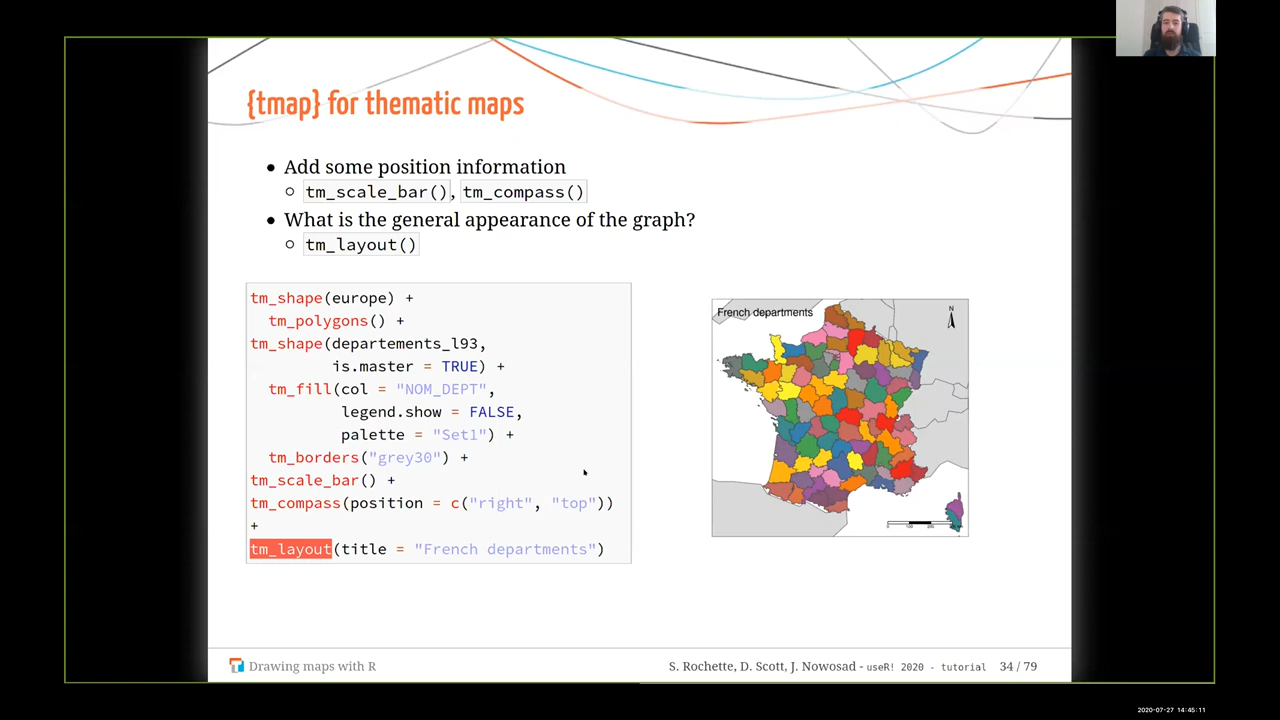 {tmap} for thematic maps
Add some position information
tm_scale_bar(), tm_compass()
What is the general appearance of the graph?
tm_layout()
tm_shape(europe) +
tm_polygons() +
tm_shape(departements_l93,
is.master = TRUE) +
tm_fill(col = "NOM_DEPT",
legend.show = FALSE,
palette = "Set1") +
tm_borders("grey30") +
tm_scale_bar() +
tm_compass(position = c("right", "top"))
+
tm_layout(title = "French departments")
French departments
N
Drawing maps with R
S. Rochette, D. Scott, J. Nowosad - useR! 2020 - tutorial 34 / 79
2020-07-27 14:45:11